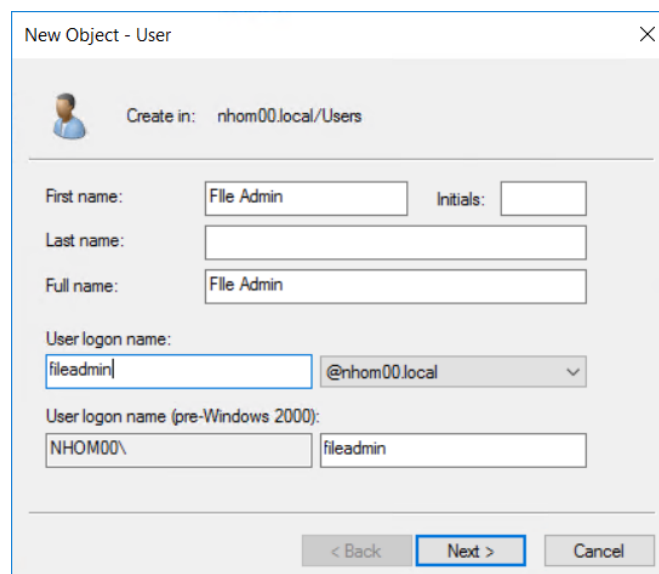 New Object - User
Create in: nhom00.local/Users
First name: FIle Admin Initials:
Last name:
Full name: FIle Admin
User logon name:
fileadmin @nhom00.local
User logon name (pre-Windows 2000):
NHOM00\ fileadmin
< Back Next > Cancel